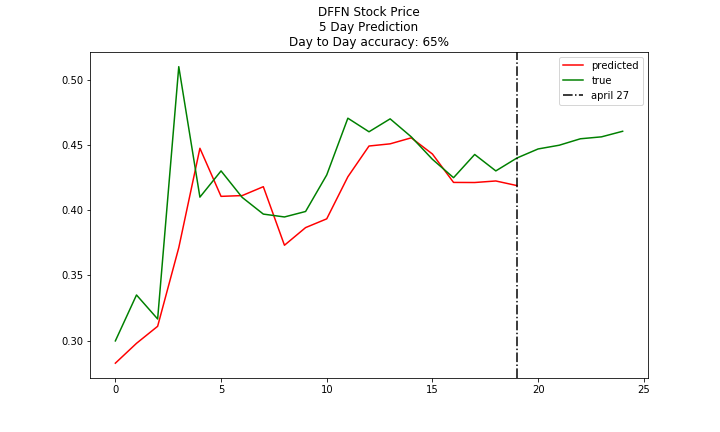 DFFN Stock Price
5 Day Prediction
Day to Day accuracy: 65%
predicted
true
april 27
0.50
0.45
0.40
0.35
0.30
0 5 10 15 20 25